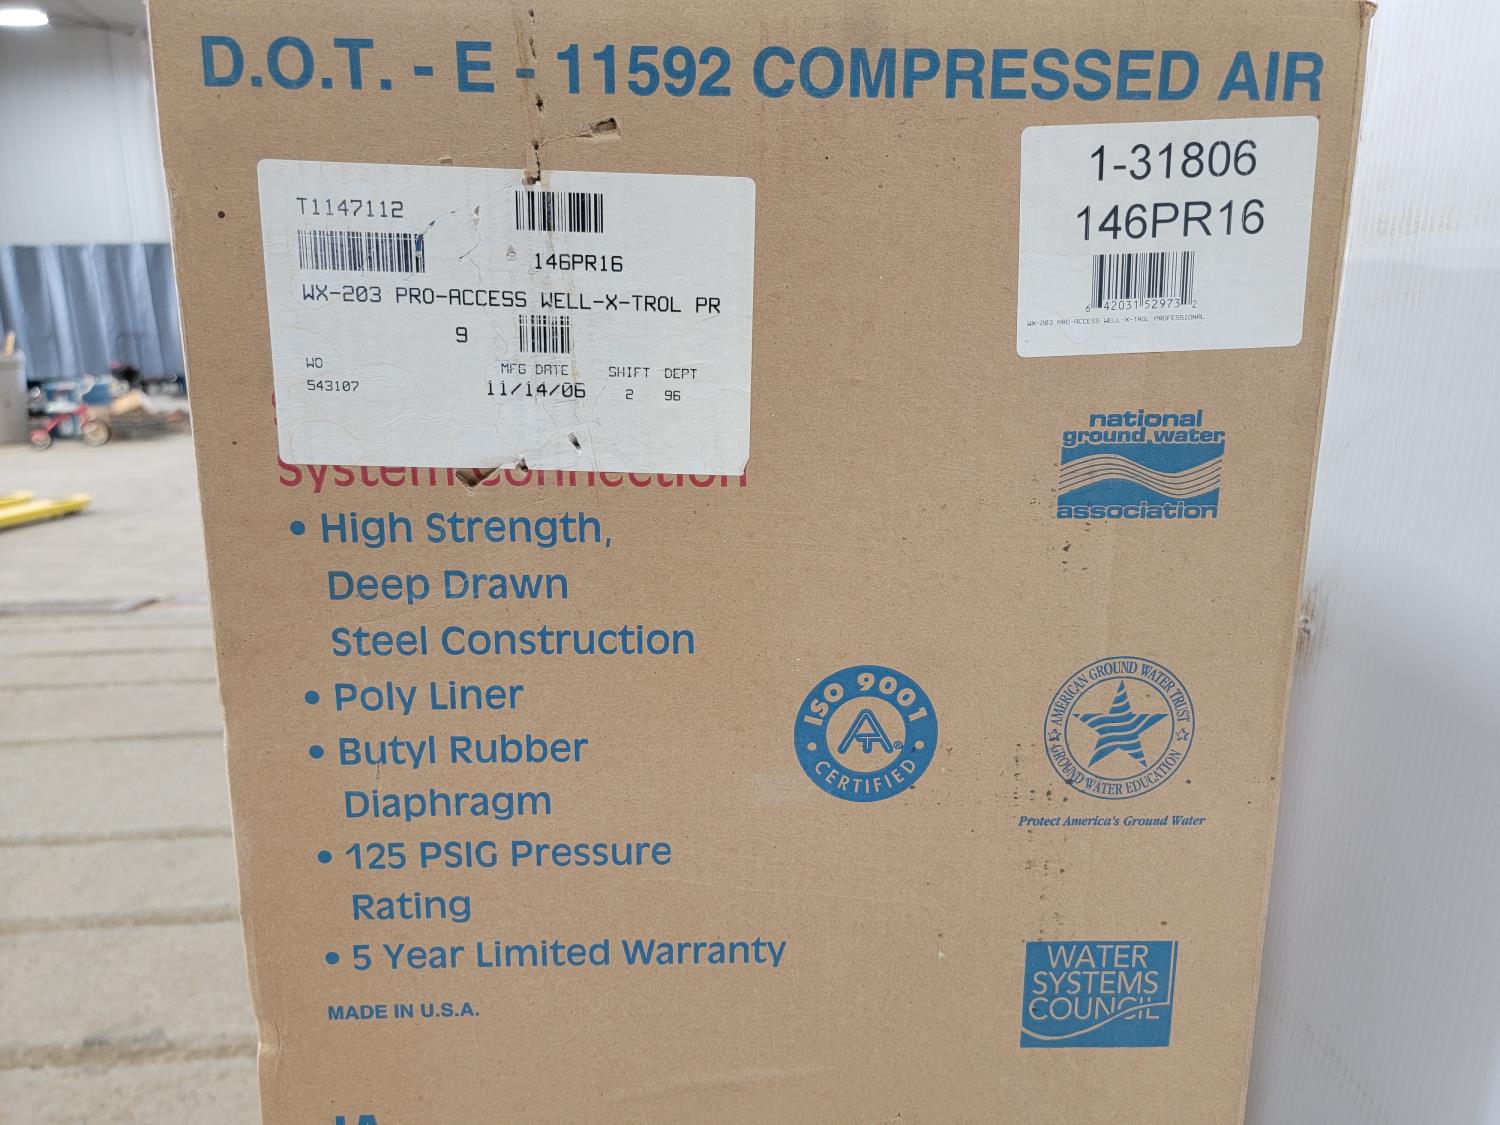 D.O.T. - E - 11592 COMPRESSED AIR
T1147112
146PR16
WX-203 PRO-ACCESS WELL-X-TROL PR
9
WO
543107
MFG DATE
11/14/06
SHIFT DEPT
2 96
1-31806
146PR16
6 42031 52973 2
WX-203 PRO-ACCESS WELL-X-TROL PROFESSIONAL
System Connection
• High Strength,
Deep Drawn
Steel Construction
• Poly Liner
• Butyl Rubber
Diaphragm
• 125 PSIG Pressure
Rating
• 5 Year Limited Warranty
MADE IN U.S.A.
national
ground water
association
ISO 9001
CERTIFIED
AMERICAN GROUND WATER TRUST
GROUND WATER EDUCATION
Protect America's Ground Water
WATER
SYSTEMS
COUNCIL